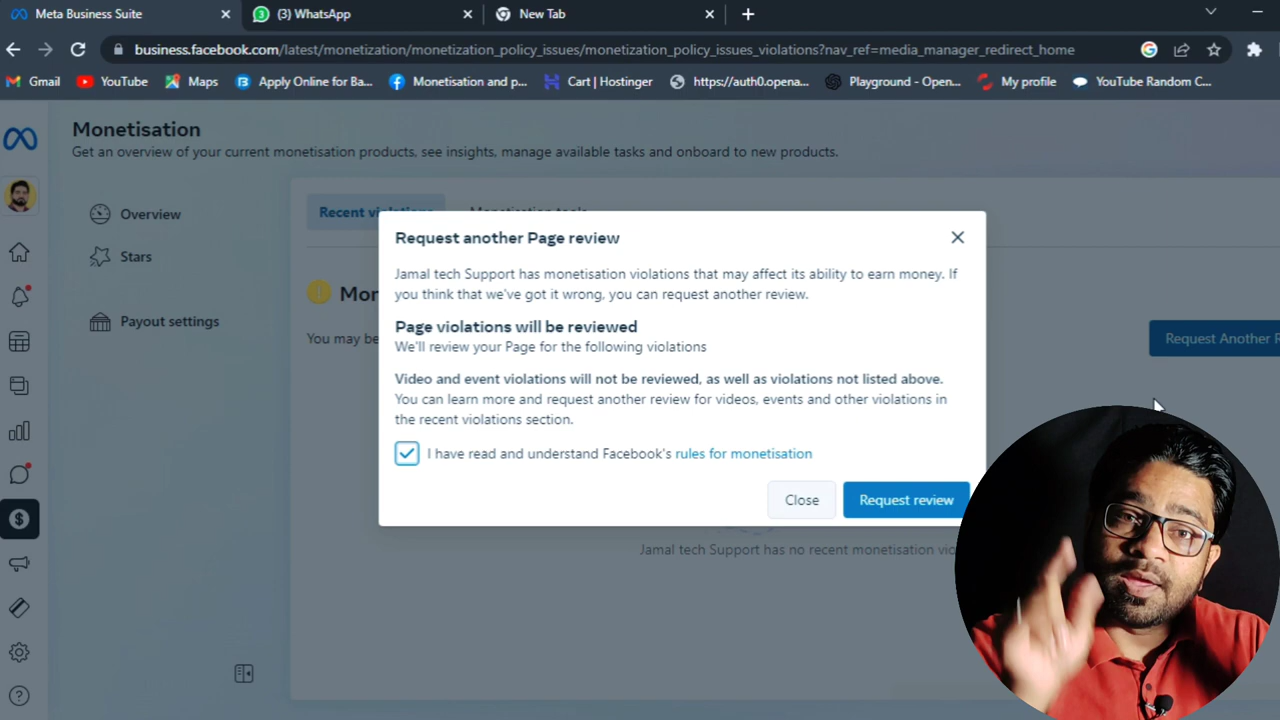 Meta Business Suite
(3) WhatsApp
New Tab
business.facebook.com/latest/monetization/monetization_policy_issues/monetization_policy_issues_violations?nav_ref=media_manager_redirect_home
Gmail
YouTube
Maps
Apply Online for Ba...
Monetisation and p...
Cart | Hostinger
https://auth0.opena...
Playground - Open...
My profile
YouTube Random C...
Monetisation
Get an overview of your current monetisation products, see insights, manage available tasks and onboard to new products.
Overview
Stars
Payout settings
Recent violations
Monetisation tools
Mon
You may be
Request Another R
Request another Page review
Jamal tech Support has monetisation violations that may affect its ability to earn money. If
you think that we've got it wrong, you can request another review.
Page violations will be reviewed
We'll review your Page for the following violations
Video and event violations will not be reviewed, as well as violations not listed above.
You can learn more and request another review for videos, events and other violations in
the recent violations section.
I have read and understand Facebook's rules for monetisation
Close
Request review
Jamal tech Support has no recent monetisation vio